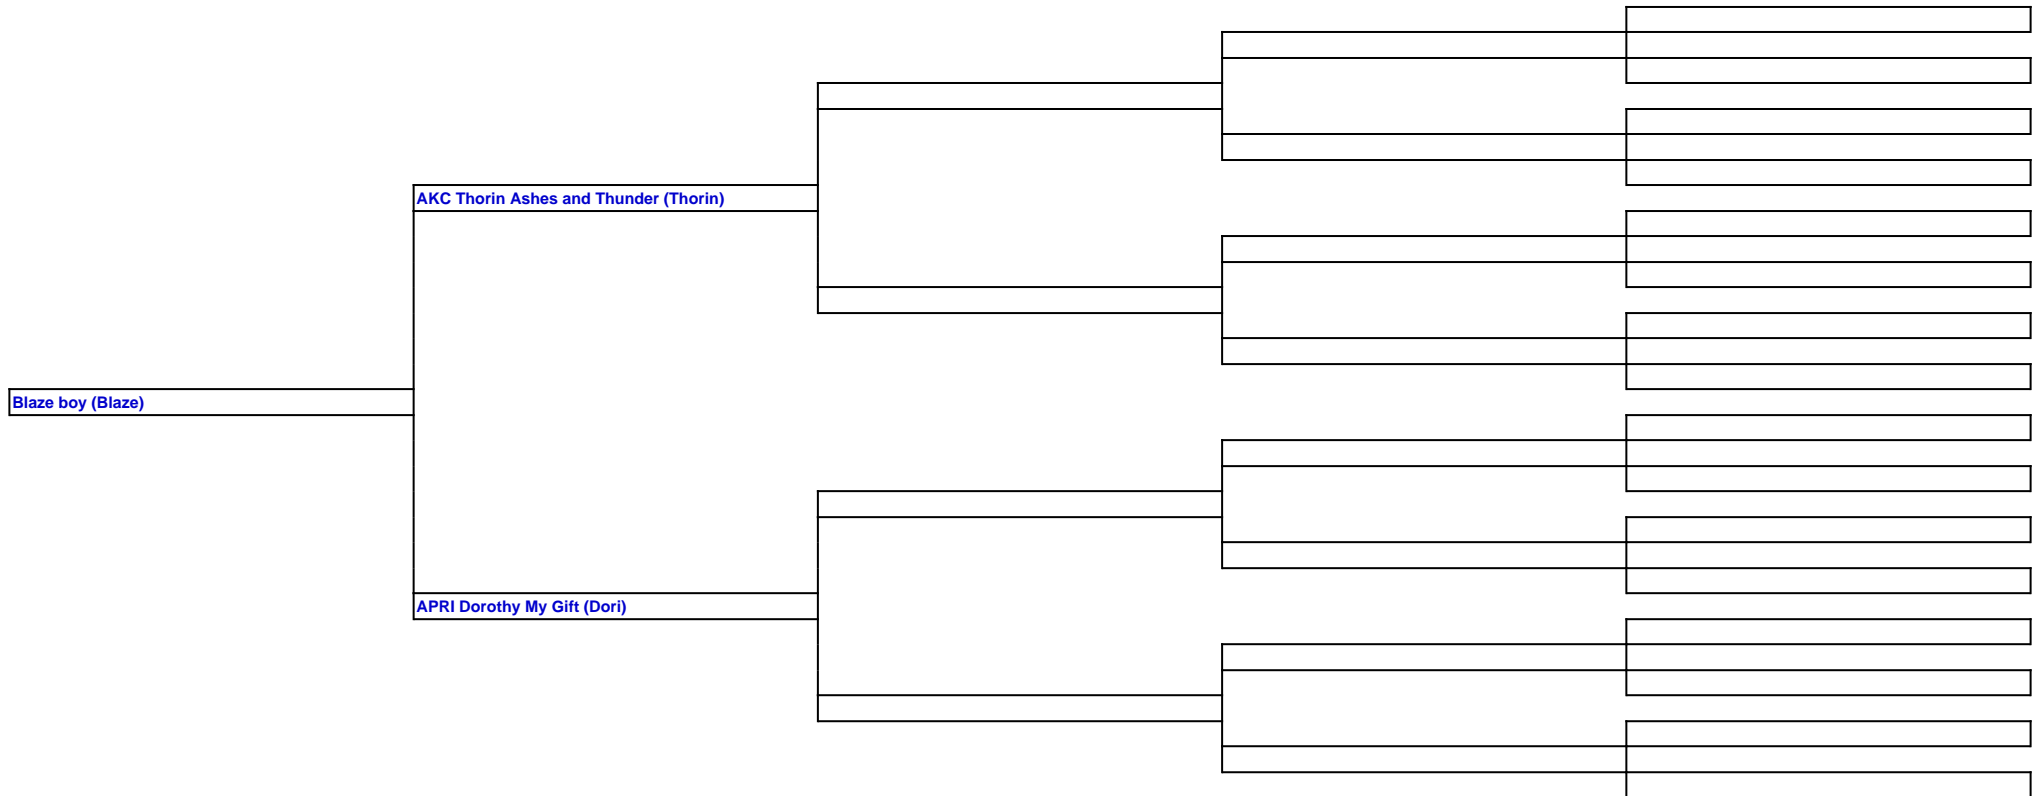 AKC Thorin Ashes and Thunder (Thorin)
Blaze boy (Blaze)
APRI Dorothy My Gift (Dori)